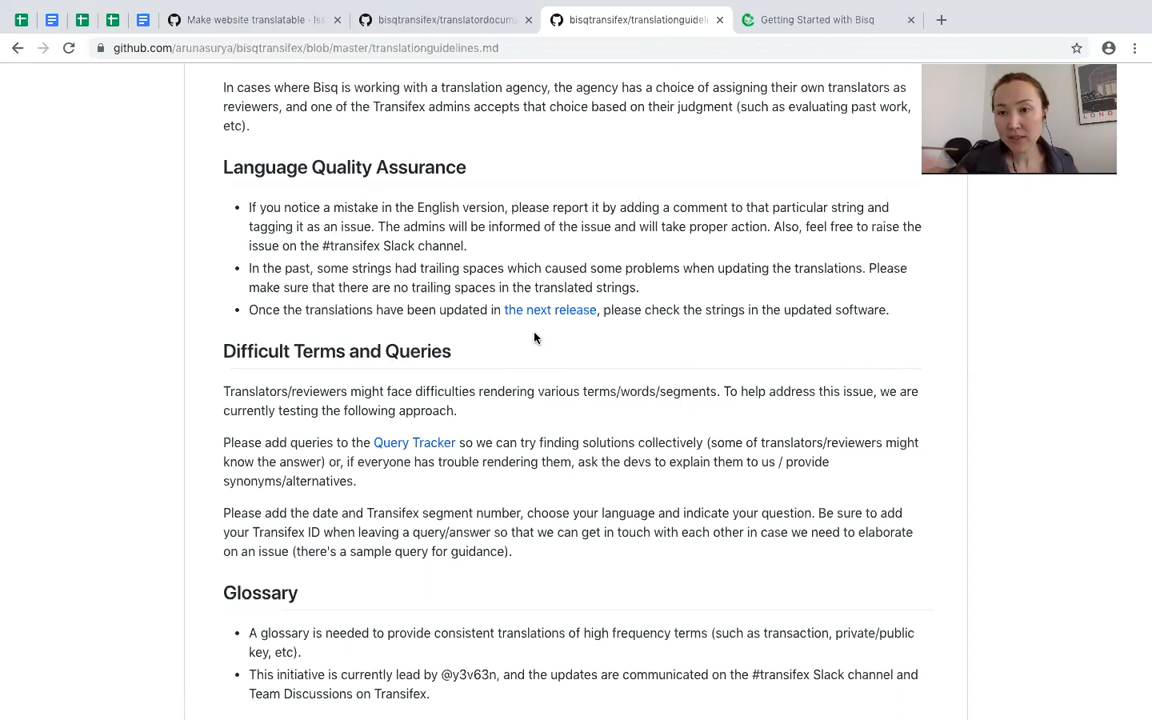 Make website translatable · Iss
bisqtransifex/translatordocum
bisqtransifex/translationguidel
Getting Started with Bisq
github.com/arunasurya/bisqtransifex/blob/master/translationguidelines.md
In cases where Bisq is working with a translation agency, the agency has a choice of assigning their own translators as
reviewers, and one of the Transifex admins accepts that choice based on their judgment (such as evaluating past work,
etc).
LOND
Language Quality Assurance
• If you notice a mistake in the English version, please report it by adding a comment to that particular string and
tagging it as an issue. The admins will be informed of the issue and will take proper action. Also, feel free to raise the
issue on the #transifex Slack channel.
• In the past, some strings had trailing spaces which caused some problems when updating the translations. Please
make sure that there are no trailing spaces in the translated strings.
• Once the translations have been updated in the next release, please check the strings in the updated software.
Difficult Terms and Queries
Translators/reviewers might face difficulties rendering various terms/words/segments. To help address this issue, we are
currently testing the following approach.
Please add queries to the Query Tracker so we can try finding solutions collectively (some of translators/reviewers might
know the answer) or, if everyone has trouble rendering them, ask the devs to explain them to us / provide
synonyms/alternatives.
Please add the date and Transifex segment number, choose your language and indicate your question. Be sure to add
your Transifex ID when leaving a query/answer so that we can get in touch with each other in case we need to elaborate
on an issue (there's a sample query for guidance).
Glossary
• A glossary is needed to provide consistent translations of high frequency terms (such as transaction, private/public
key, etc).
• This initiative is currently lead by @y3v63n, and the updates are communicated on the #transifex Slack channel and
Team Discussions on Transifex.